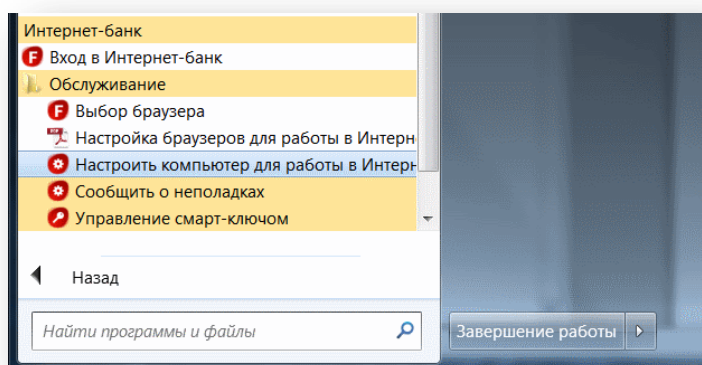 Интернет-банк
Вход в Интернет-банк
Обслуживание
Выбор браузера
Настройка браузеров для работы в Интерн
Настроить компьютер для работы в Интерн
Сообщить о неполадках
Управление смарт-ключом
Назад
Найти программы и файлы
Завершение работы